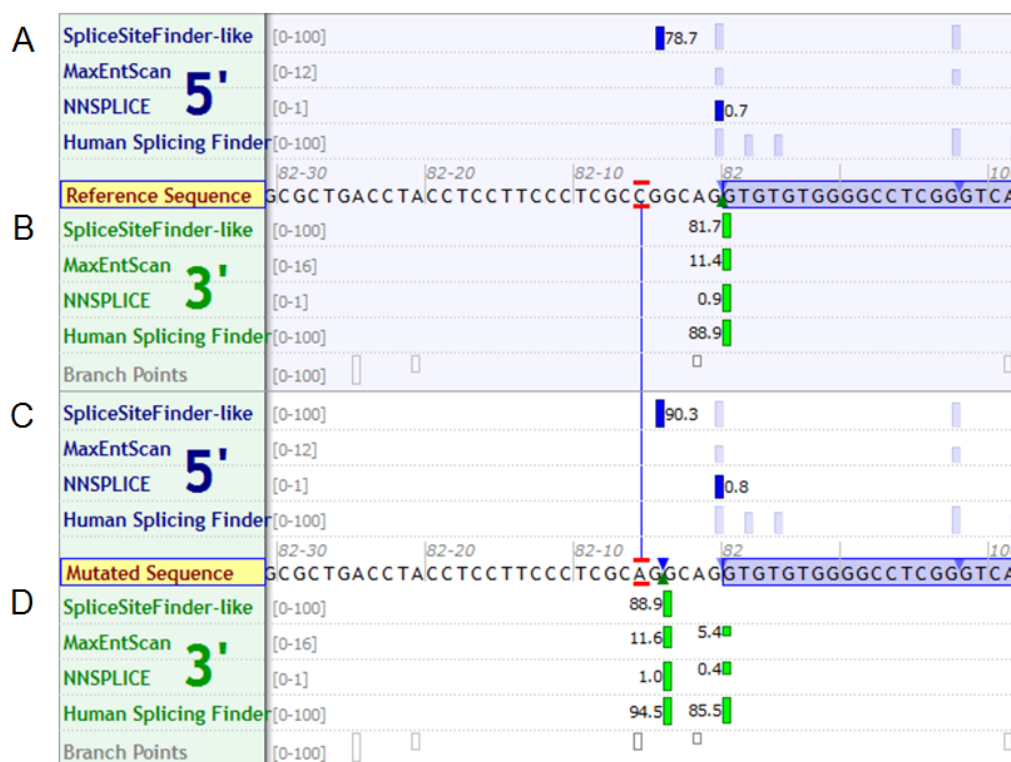 A
SpliceSiteFinder-like [0-100] 78.7
MaxEntScan [0-12]
5'
NNSPLICE [0-1] 0.7
Human Splicing Finder [0-100]
82-30 82-20 82-10 82 10
Reference Sequence GCGCTGACCTACCTCCTTCCCTCGCCGGCAGGTGTGTGGGGCCTCGGGTCA
B
SpliceSiteFinder-like [0-100] 81.7
MaxEntScan [0-16] 11.4
3'
NNSPLICE [0-1] 0.9
Human Splicing Finder [0-100] 88.9
Branch Points [0-100]
C
SpliceSiteFinder-like [0-100] 90.3
MaxEntScan [0-12]
5'
NNSPLICE [0-1] 0.8
Human Splicing Finder [0-100]
82-30 82-20 82-10 82 10
Mutated Sequence GCGCTGACCTACCTCCTTCCCTCGCAGGCAGGTGTGTGGGGCCTCGGGTCA
D
SpliceSiteFinder-like [0-100] 88.9
MaxEntScan [0-16] 11.6 5.4
3'
NNSPLICE [0-1] 1.0 0.4
Human Splicing Finder [0-100] 94.5 85.5
Branch Points [0-100]